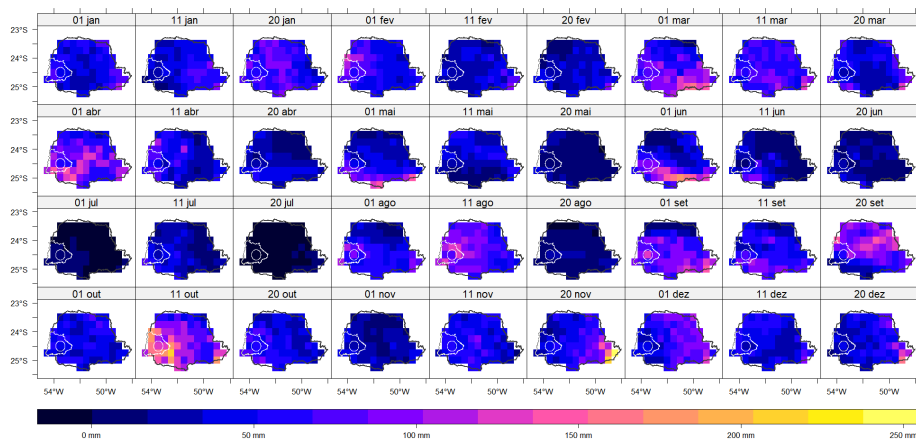 01 jan 11 jan 20 jan 01 fev 11 fev 20 fev 01 mar 11 mar 20 mar
23°S
24°S
25°S
01 abr 11 abr 20 abr 01 mai 11 mai 20 mai 01 jun 11 jun 20 jun
23°S
24°S
25°S
01 jul 11 jul 20 jul 01 ago 11 ago 20 ago 01 set 11 set 20 set
23°S
24°S
25°S
01 out 11 out 20 out 01 nov 11 nov 20 nov 01 dez 11 dez 20 dez
23°S
24°S
25°S
54°W 50°W 54°W 50°W 54°W 50°W 54°W 50°W 54°W 50°W 54°W 50°W 54°W 50°W 54°W 50°W 54°W 50°W
0 mm 50 mm 100 mm 150 mm 200 mm 250 mm